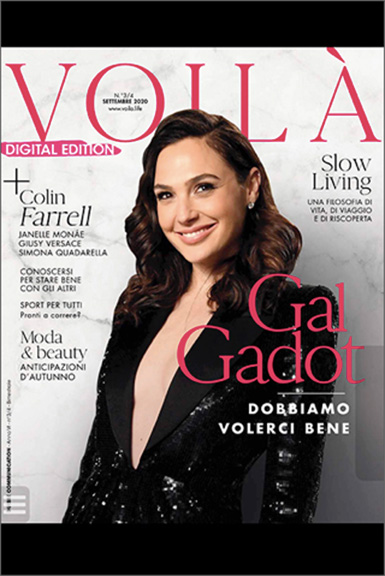 VOILÀ
N.°3/4
SETTEMBRE 2020
www.voila.life
DIGITAL EDITION
+Colin
Farrell
JANELLE MONÁE
GIUSY VERSACE
SIMONA QUADARELLA
CONOSCERSI
PER STARE BENE
CON GLI ALTRI
SPORT PER TUTTI
Pronti a correre?
Moda
& beauty
ANTICIPAZIONI
D'AUTUNNO
Slow
Living
UNA FILOSOFIA DI
VITA, DI VIAGGIO
E DI RISCOPERTA
Gal
Gadot
DOBBIAMO
VOLERCI BENE
COMMUNICATION